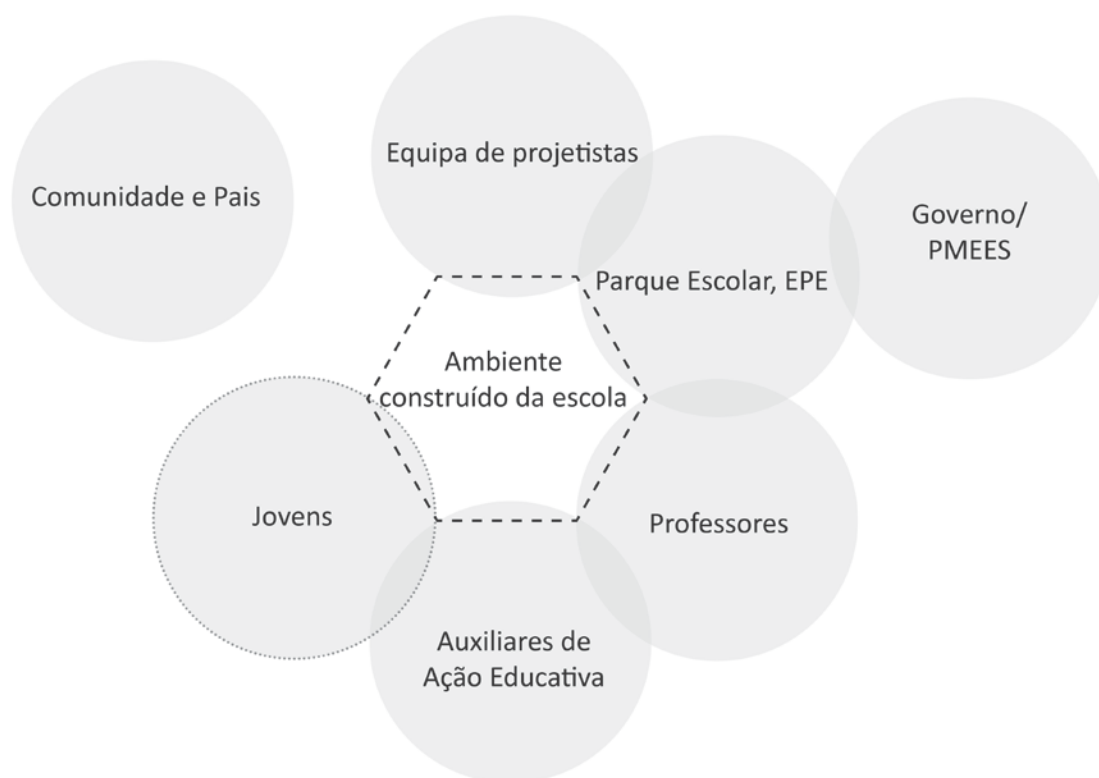 Equipa de projetistas
Comunidade e Pais
Governo/
PMEES
Parque Escolar, EPE
Ambiente
construído da escola
Jovens
Professores
Auxiliares de
Ação Educativa